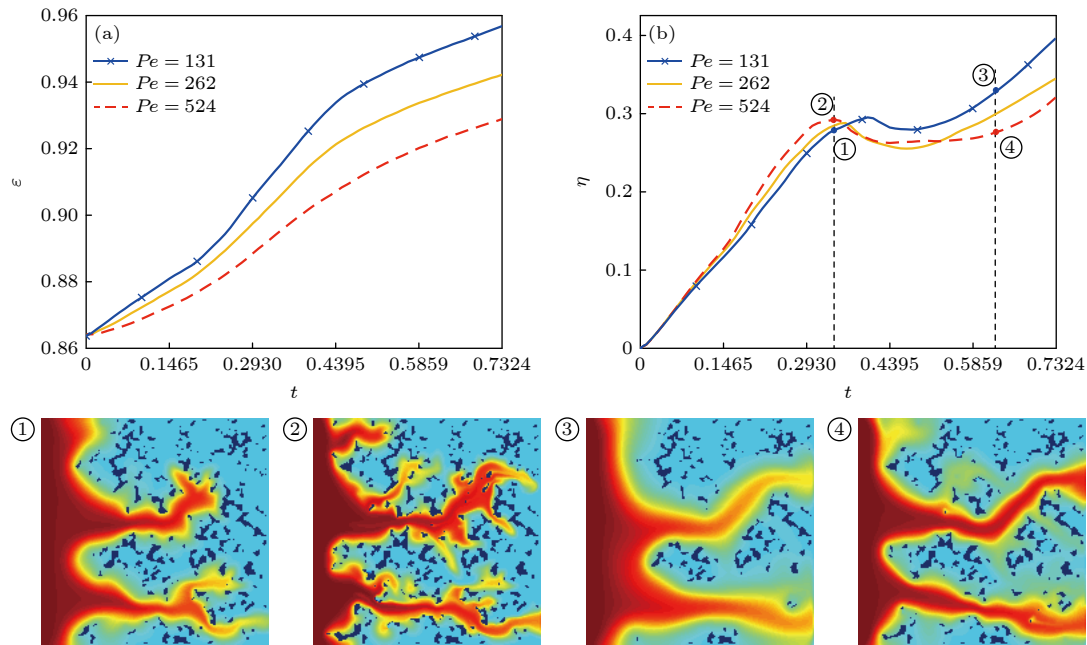 (a)
Pe = 131
Pe = 262
Pe = 524
0.96
0.94
0.92
0.90
0.88
0.86
ε
0 0.1465 0.2930 0.4395 0.5859 0.7324
t
(b)
Pe = 131
Pe = 262
Pe = 524
② ① ③ ④
0.4
0.3
0.2
0.1
0
η
0 0.1465 0.2930 0.4395 0.5859 0.7324
t
① ② ③ ④